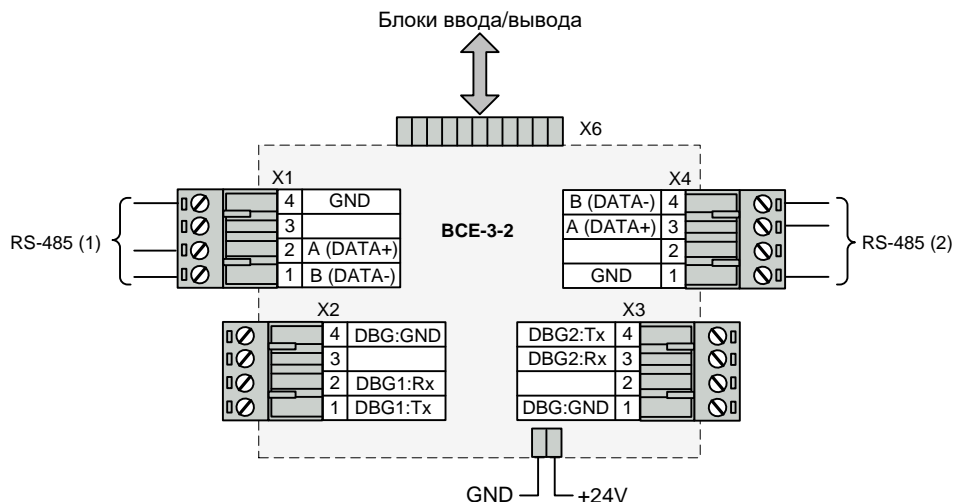 Блоки ввода/вывода
X6
X1
4 GND
3
2 A (DATA+)
1 B (DATA-)
RS-485 (1)
BCE-3-2
X4
B (DATA-) 4
A (DATA+) 3
2
GND 1
RS-485 (2)
X2
4 DBG:GND
3
2 DBG1:Rx
1 DBG1:Tx
X3
DBG2:Tx 4
DBG2:Rx 3
2
DBG:GND 1
GND
+24V